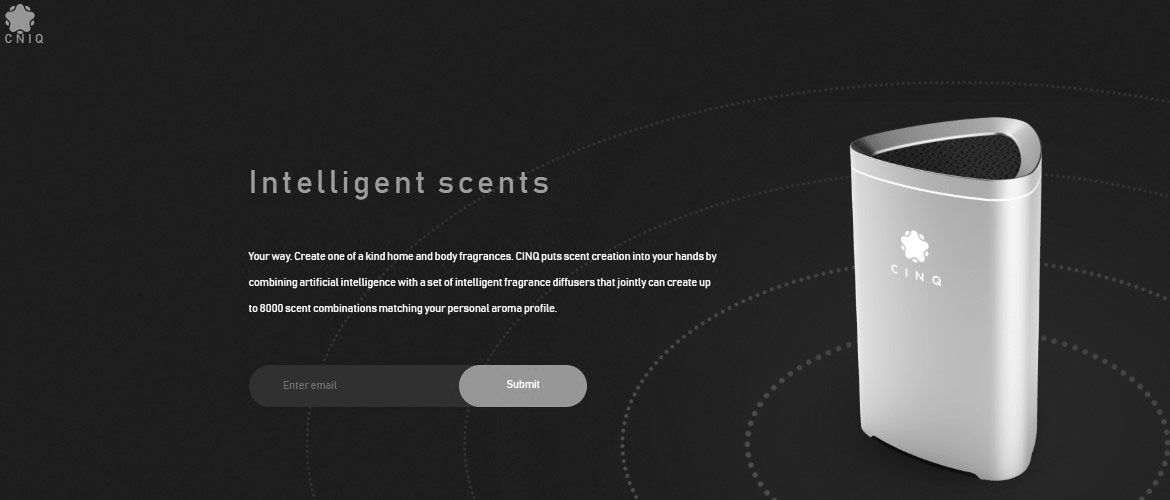 CNIQ
Intelligent scents
Your way. Create one of a kind home and body fragrances. CINQ puts scent creation into your hands by
combining artificial intelligence with a set of intelligent fragrance diffusers that jointly can create up
to 8000 scent combinations matching your personal aroma profile.
Enter email
Submit
CINQ